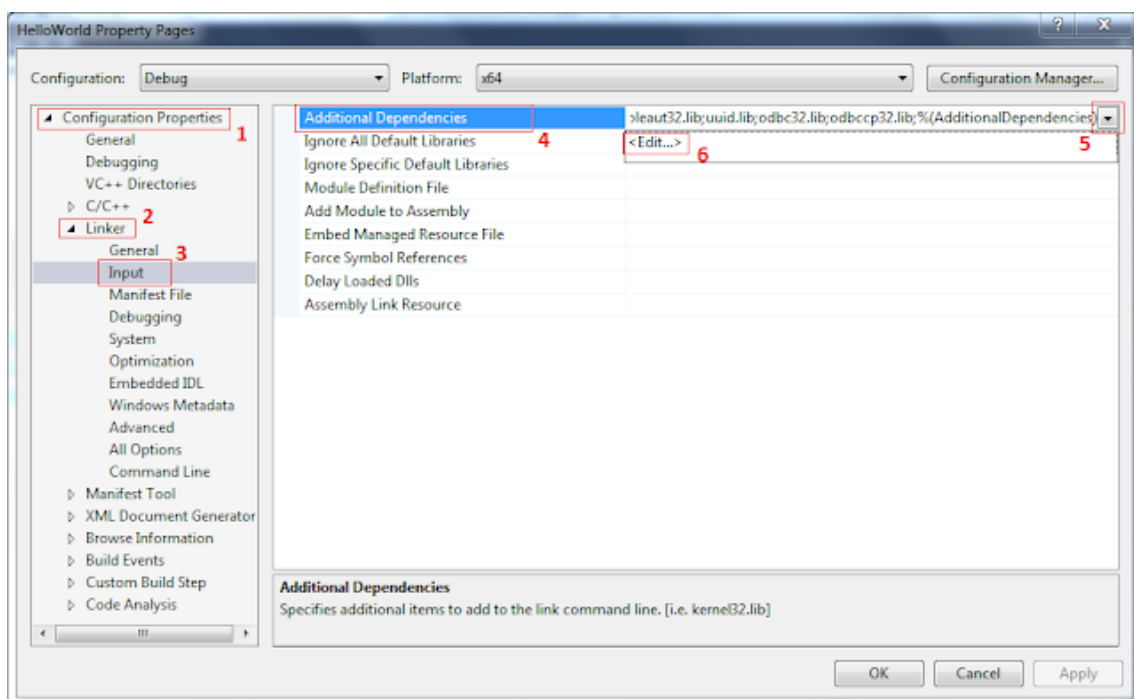 HelloWorld Property Pages
Configuration: Debug Platform: x64 Configuration Manager...
Configuration Properties 1
General
Debugging
VC++ Directories
C/C++
Linker 2
General
Input 3
Manifest File
Debugging
System
Optimization
Embedded IDL
Windows Metadata
Advanced
All Options
Command Line
Manifest Tool
XML Document Generator
Browse Information
Build Events
Custom Build Step
Code Analysis
Additional Dependencies 4 oleaut32.lib;uuid.lib;odbc32.lib;odbccp32.lib;%(AdditionalDependencies) 5
Ignore All Default Libraries <Edit...> 6
Ignore Specific Default Libraries
Module Definition File
Add Module to Assembly
Embed Managed Resource File
Force Symbol References
Delay Loaded Dlls
Assembly Link Resource
Additional Dependencies
Specifies additional items to add to the link command line. [i.e. kernel32.lib]
OK Cancel Apply